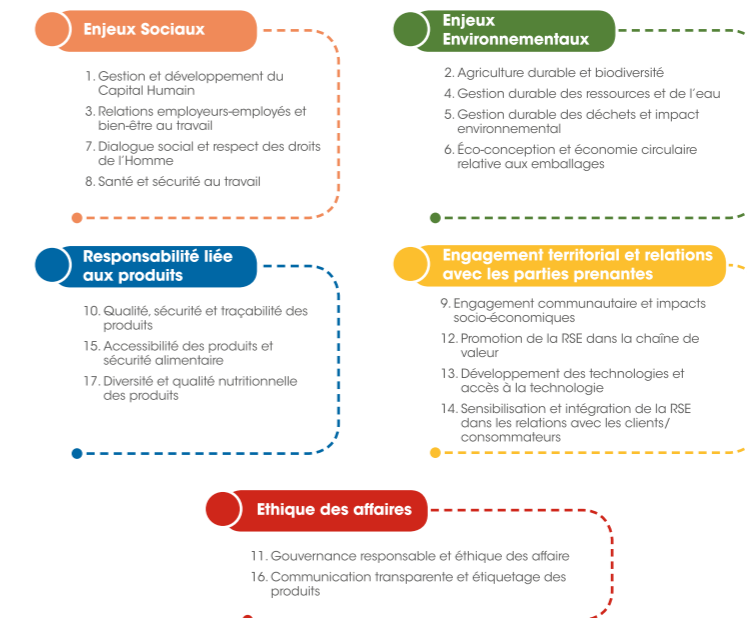 Enjeux Sociaux
1. Gestion et développement du
Capital Humain
3. Relations employeurs-employés et
bien-être au travail
7. Dialogue social et respect des droits
de l'Homme
8. Santé et sécurité au travail
Enjeux
Environnementaux
2. Agriculture durable et biodiversité
4. Gestion durable des ressources et de l'eau
5. Gestion durable des déchets et impact
environnemental
6. Éco-conception et économie circulaire
relative aux emballages
Responsabilité liée
aux produits
10. Qualité, sécurité et traçabilité des
produits
15. Accessibilité des produits et
sécurité alimentaire
17. Diversité et qualité nutritionnelle
des produits
Engagement territorial et relations
avec les parties prenantes
9. Engagement communautaire et impacts
socio-économiques
12. Promotion de la RSE dans la chaîne de
valeur
13. Développement des technologies et
accès à la technologie
14. Sensibilisation et intégration de la RSE
dans les relations avec les clients/
consommateurs
Ethique des affaires
11. Gouvernance responsable et éthique des affaire
16. Communication transparente et étiquetage des
produits